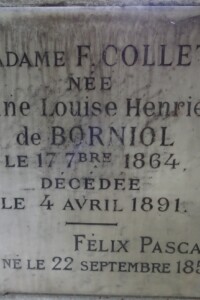 ADAME F. COLLET
NÉE
NE LOUISE HENRIE
DE BORNIOL
LE 17 7BRE 1864.
DÉCÉDÉE
LE 4 AVRIL 1891.
FÉLIX PASCA
NÉ LE 22 SEPTEMBRE 185